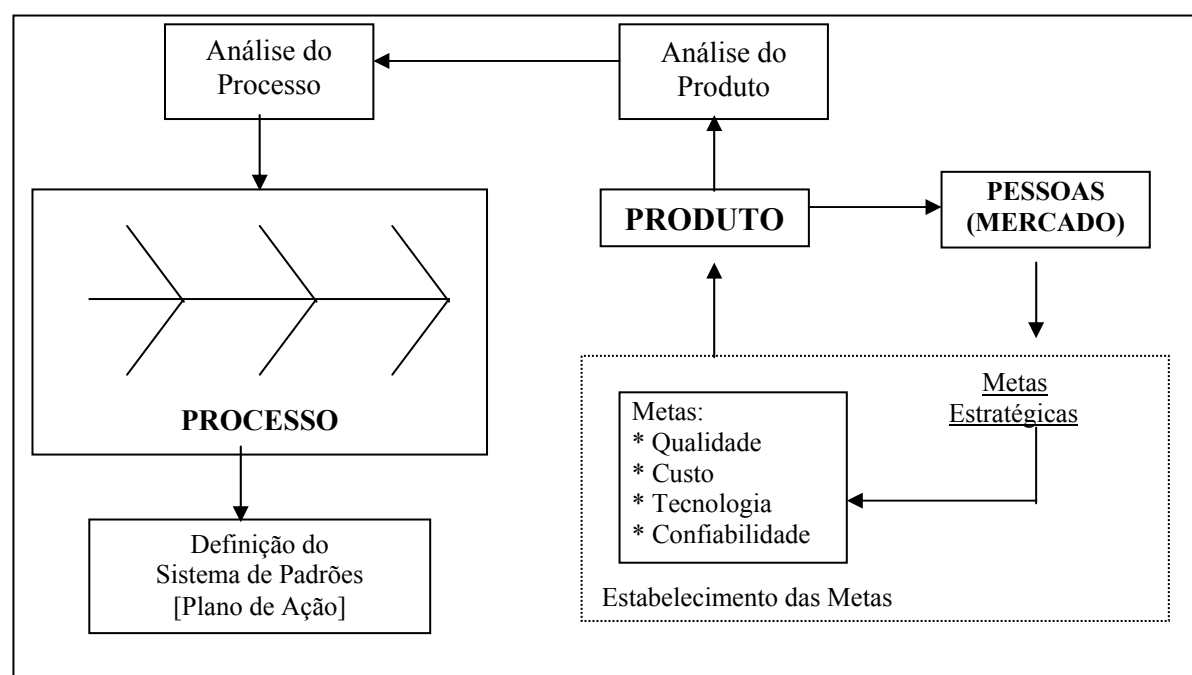 Análise do
Processo
Análise do
Produto
PRODUTO
PESSOAS
(MERCADO)
PROCESSO
Metas
Estratégicas
Metas:
* Qualidade
* Custo
* Tecnologia
* Confiabilidade
Estabelecimento das Metas
Definição do
Sistema de Padrões
[Plano de Ação]